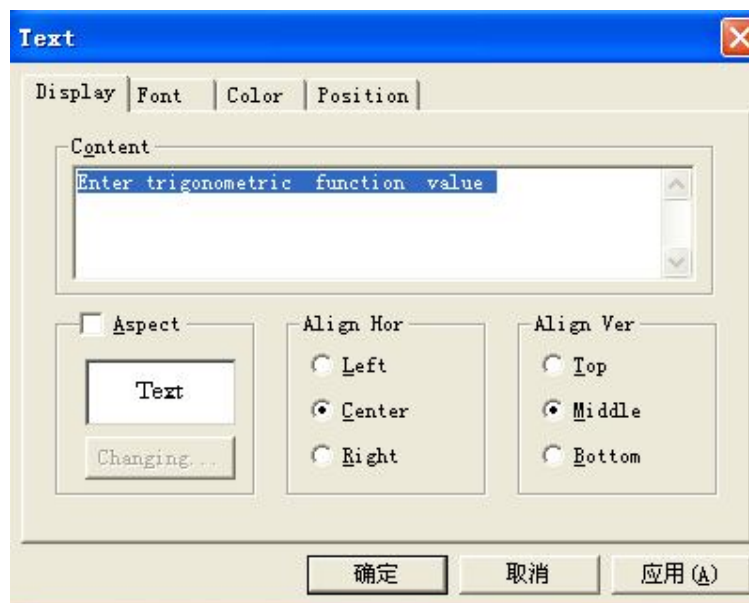 Text
Display Font Color Position
Content
Enter trigonometric function value
Aspect Align Hor Align Ver
Left Top
Text
Center Middle
Changing... Right Bottom
确定 取消 应用(A)